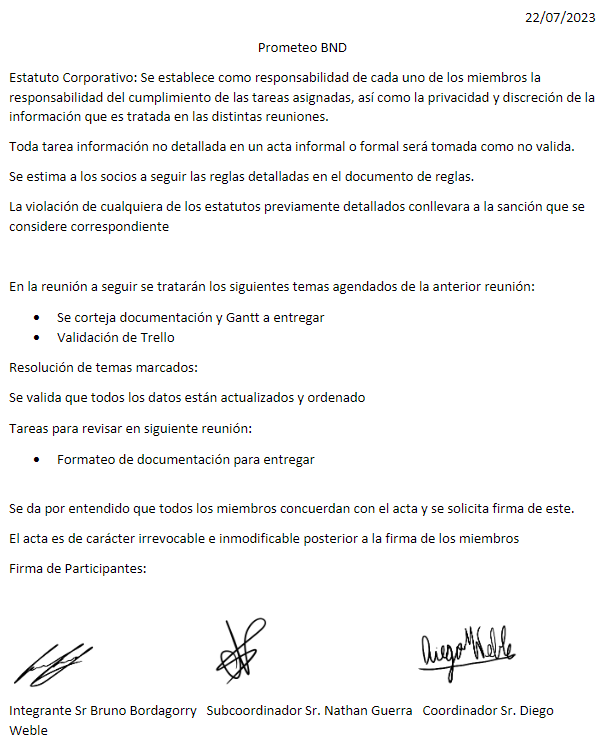 22/07/2023
Prometeo BND
Estatuto Corporativo: Se establece como responsabilidad de cada uno de los miembros la
responsabilidad del cumplimiento de las tareas asignadas, así como la privacidad y discreción de la
información que es tratada en las distintas reuniones.
Toda tarea información no detallada en un acta informal o formal será tomada como no valida.
Se estima a los socios a seguir las reglas detalladas en el documento de reglas.
La violación de cualquiera de los estatutos previamente detallados conllevara a la sanción que se
considere correspondiente
En la reunión a seguir se tratarán los siguientes temas agendados de la anterior reunión:
• Se corteja documentación y Gantt a entregar
• Validación de Trello
Resolución de temas marcados:
Se valida que todos los datos están actualizados y ordenado
Tareas para revisar en siguiente reunión:
• Formateo de documentación para entregar
Se da por entendido que todos los miembros concuerdan con el acta y se solicita firma de este.
El acta es de carácter irrevocable e inmodificable posterior a la firma de los miembros
Firma de Participantes:
Diego Weble
Integrante Sr Bruno Bordagorry Subcoordinador Sr. Nathan Guerra Coordinador Sr. Diego
Weble